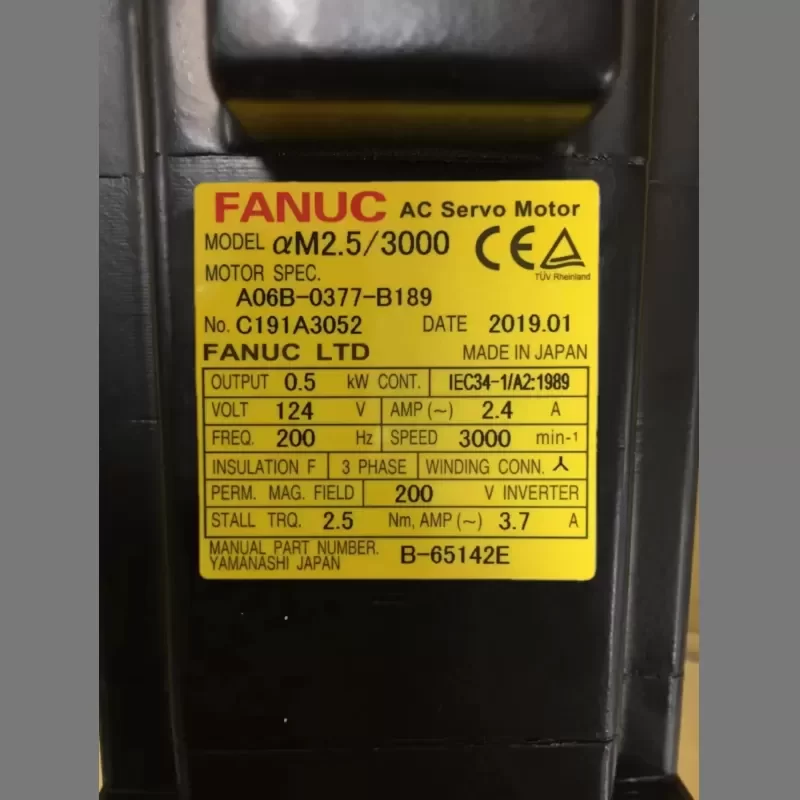 FANUC AC Servo Motor
MODEL αM2.5/3000 CE
TÜV Rheinland
MOTOR SPEC.
A06B-0377-B189
No. C191A3052 DATE 2019.01
FANUC LTD MADE IN JAPAN
OUTPUT 0.5 kW CONT. IEC34-1/A2:1989
VOLT 124 V AMP (~) 2.4 A
FREQ. 200 Hz SPEED 3000 min-1
INSULATION F 3 PHASE WINDING CONN. ⅄
PERM. MAG. FIELD 200 V INVERTER
STALL TRQ. 2.5 Nm, AMP (~) 3.7 A
MANUAL PART NUMBER. B-65142E
YAMANASHI JAPAN